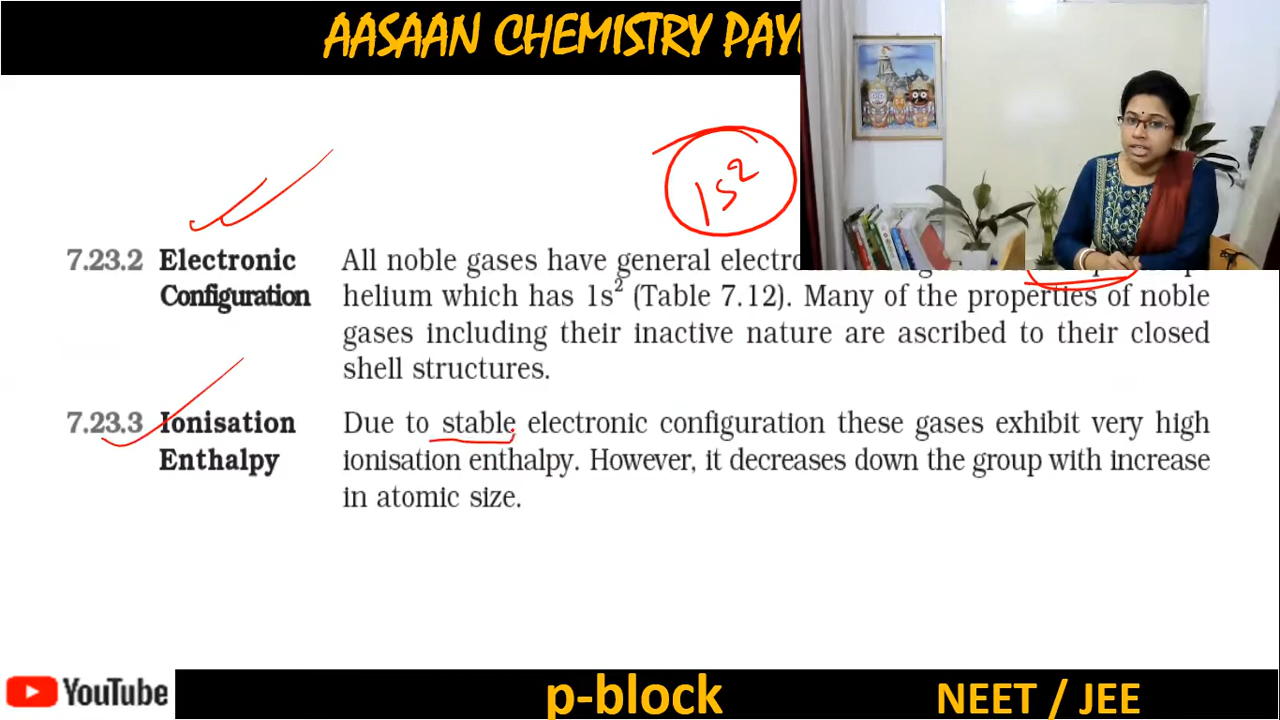 AASAAN CHEMISTRY PAY
1s²
7.23.2 Electronic Configuration
All noble gases have general electro
helium which has 1s² (Table 7.12). Many of the properties of noble
gases including their inactive nature are ascribed to their closed
shell structures.
7.23.3 Ionisation Enthalpy
Due to stable electronic configuration these gases exhibit very high
ionisation enthalpy. However, it decreases down the group with increase
in atomic size.
YouTube
p-block
NEET / JEE